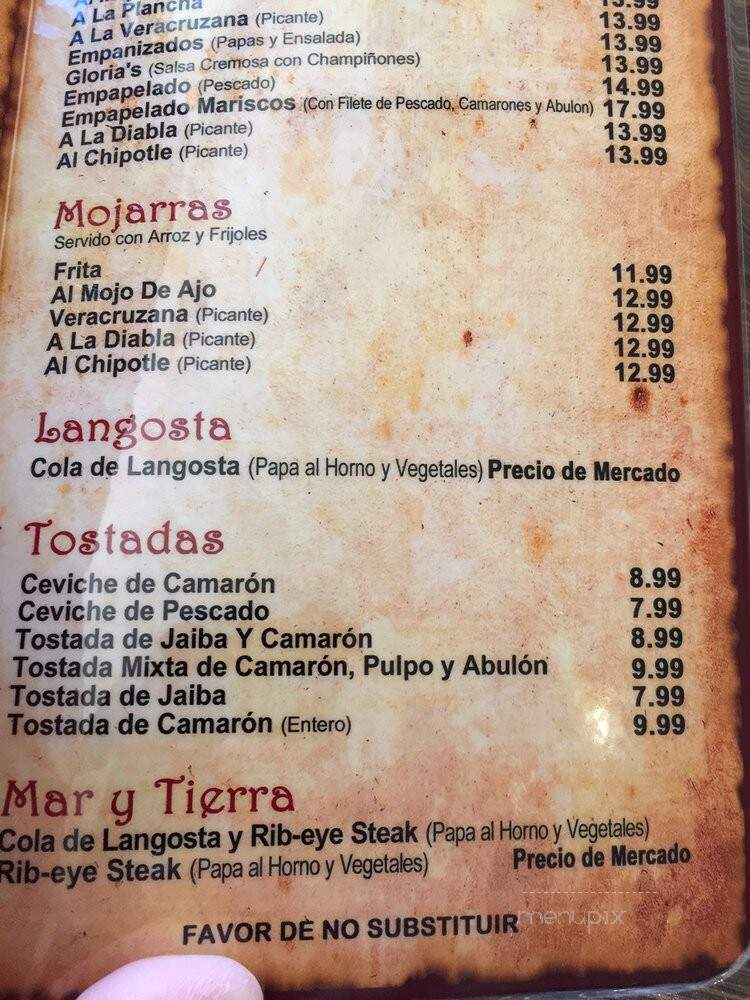 A La Plancha 13.99
A La Veracruzana (Picante) 13.99
Empanizados (Papas y Ensalada) 13.99
Gloria's (Salsa Cremosa con Champiñones) 13.99
Empapelado (Pescado) 14.99
Empapelado Mariscos (Con Filete de Pescado, Camarones y Abulon) 17.99
A La Diabla (Picante) 13.99
Al Chipotle (Picante) 13.99
Mojarras
Servido con Arroz y Frijoles
Frita 11.99
Al Mojo De Ajo 12.99
Veracruzana (Picante) 12.99
A La Diabla (Picante) 12.99
Al Chipotle (Picante) 12.99
Langosta
Cola de Langosta (Papa al Horno y Vegetales) Precio de Mercado
Tostadas
Ceviche de Camarón 8.99
Ceviche de Pescado 7.99
Tostada de Jaiba Y Camarón 8.99
Tostada Mixta de Camarón, Pulpo y Abulón 9.99
Tostada de Jaiba 7.99
Tostada de Camarón (Entero) 9.99
Mar y Tierra
Cola de Langosta y Rib-eye Steak (Papa al Horno y Vegetales)
Rib-eye Steak (Papa al Horno y Vegetales) Precio de Mercado
FAVOR DE NO SUBSTITUIR
menupix